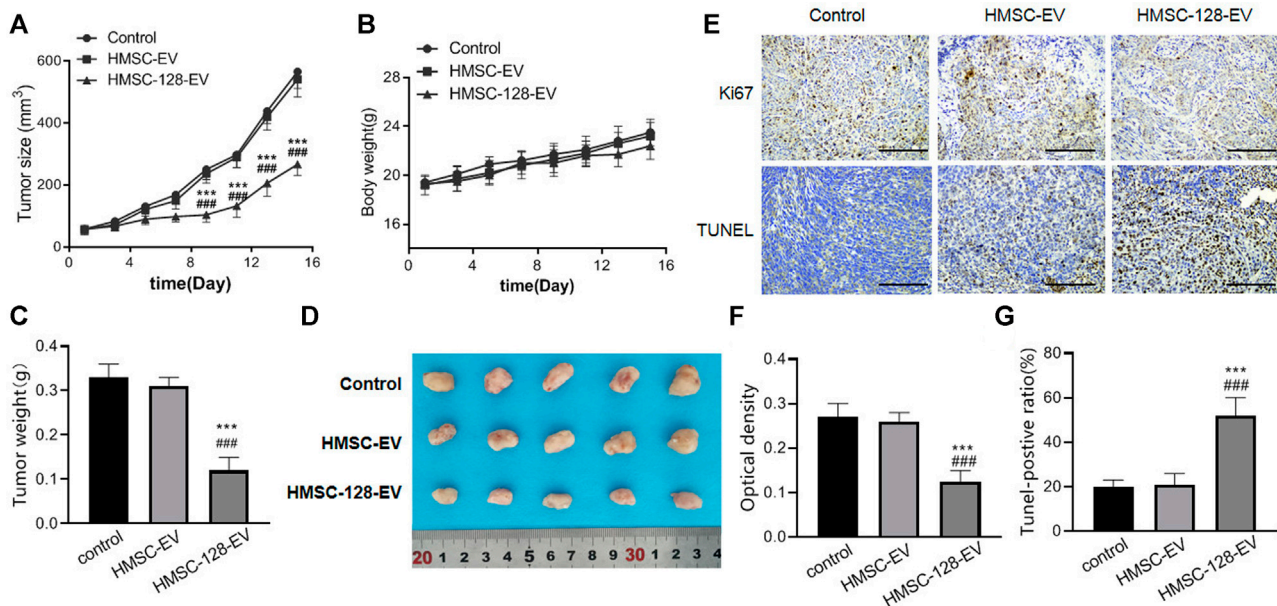 A
Control
HMSC-EV
HMSC-128-EV
Tumor size (mm³)
600
400
200
0
***
###
***
###
***
###
***
###
0
4
8
12
16
time(Day)
B
Control
HMSC-EV
HMSC-128-EV
Body weight(g)
28
24
20
16
0
4
8
12
16
time(Day)
E
Control
HMSC-EV
HMSC-128-EV
Ki67
TUNEL
C
Tumor weight(g)
0.4
0.3
0.2
0.1
0.0
***
###
control
HMSC-EV
HMSC-128-EV
D
Control
HMSC-EV
HMSC-128-EV
20 1 2 3 4 5 6 7 8 9 30 1 2 3 4
F
Optical density
0.4
0.3
0.2
0.1
0.0
***
###
control
HMSC-EV
HMSC-128-EV
G
Tunel-postive ratio(%)
80
60
40
20
0
***
###
control
HMSC-EV
HMSC-128-EV